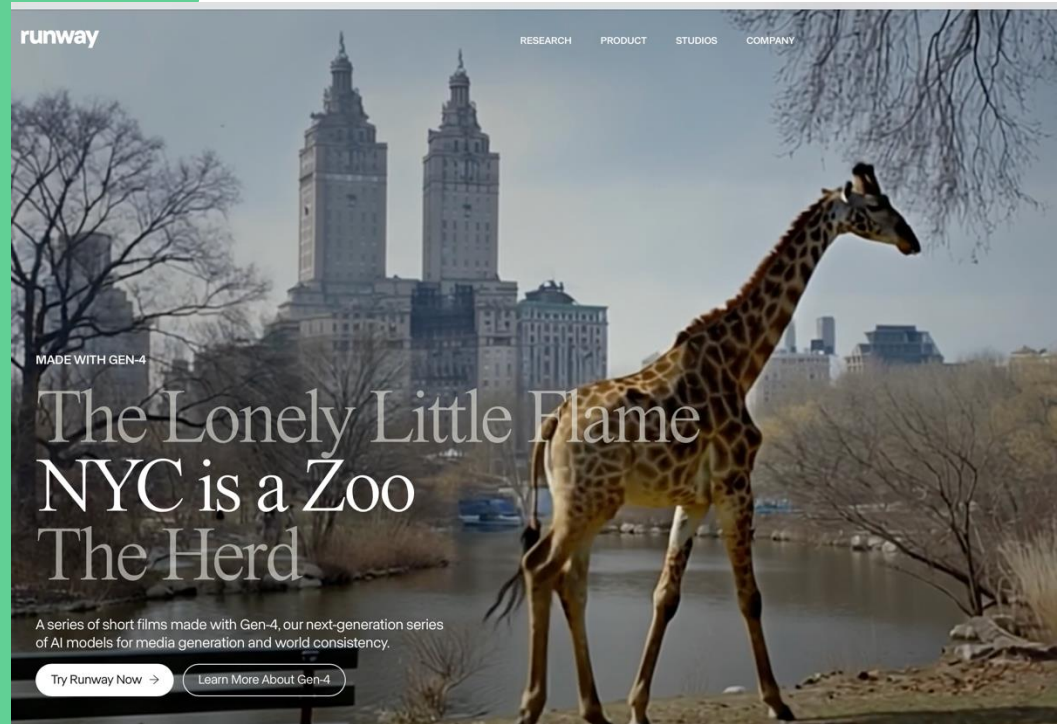 runway
RESEARCH PRODUCT STUDIOS COMPANY
MADE WITH GEN-4
The Lonely Little Flame
NYC is a Zoo
The Herd
A series of short films made with Gen-4, our next-generation series
of AI models for media generation and world consistency.
Try Runway Now →
Learn More About Gen-4